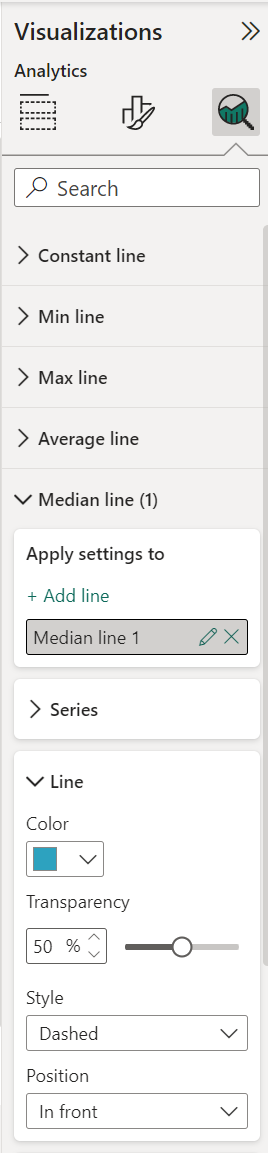 Visualizations
Analytics
Search
Constant line
Min line
Max line
Average line
Median line (1)
Apply settings to
+ Add line
Median line 1
Series
Line
Color
Transparency
50 %
Style
Dashed
Position
In front